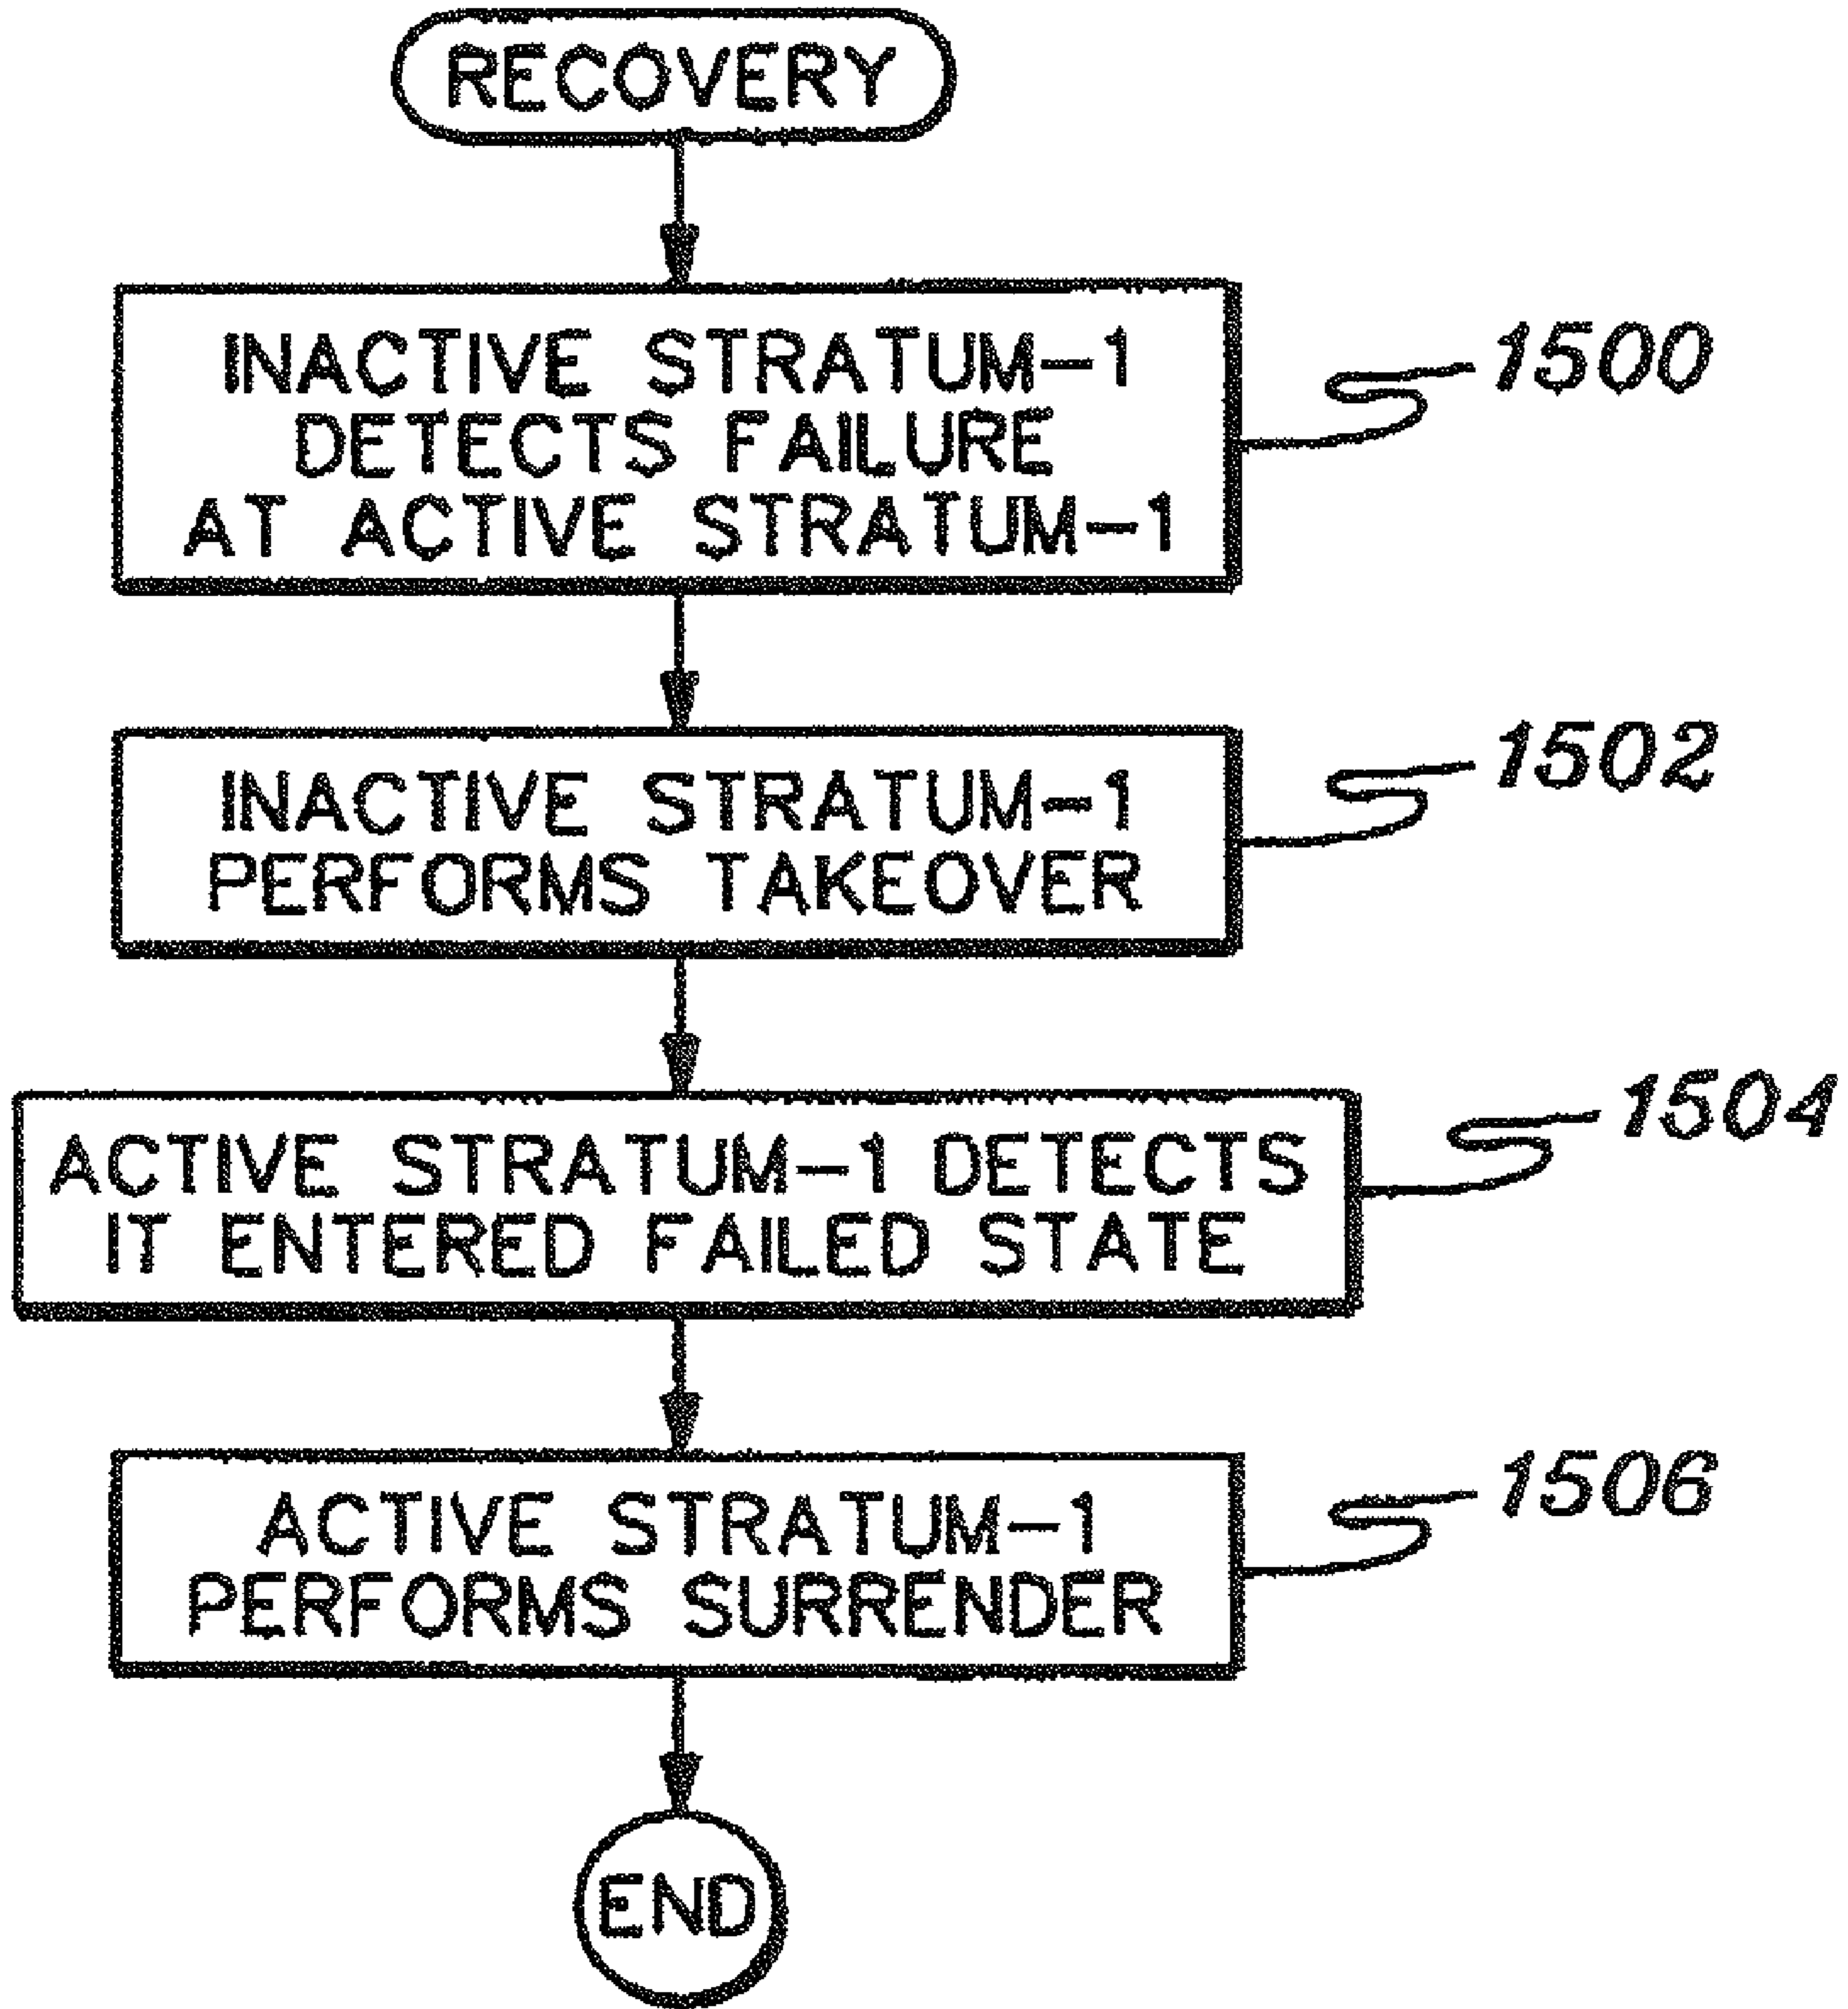 RECOVERY
INACTIVE STRATUM-1
DETECTS FAILURE
AT ACTIVE STRATUM-1
1500
INACTIVE STRATUM-1
PERFORMS TAKEOVER
1502
ACTIVE STRATUM-1 DETECTS
IT ENTERED FAILED STATE
1504
ACTIVE STRATUM-1
PERFORMS SURRENDER
1506
END